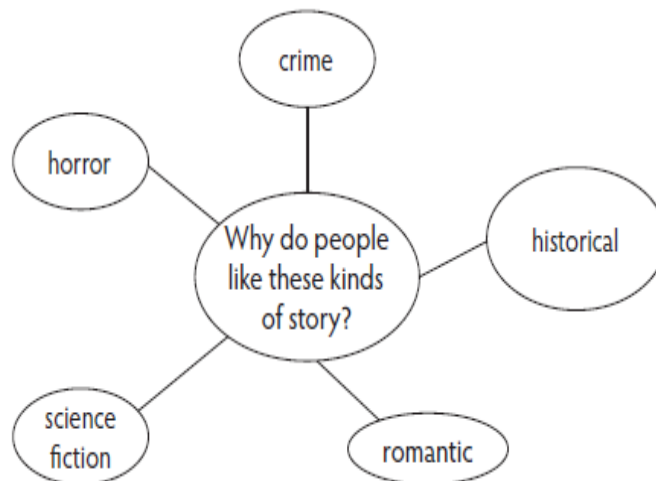 crime
horror
Why do people
like these kinds
of story?
historical
science
fiction
romantic